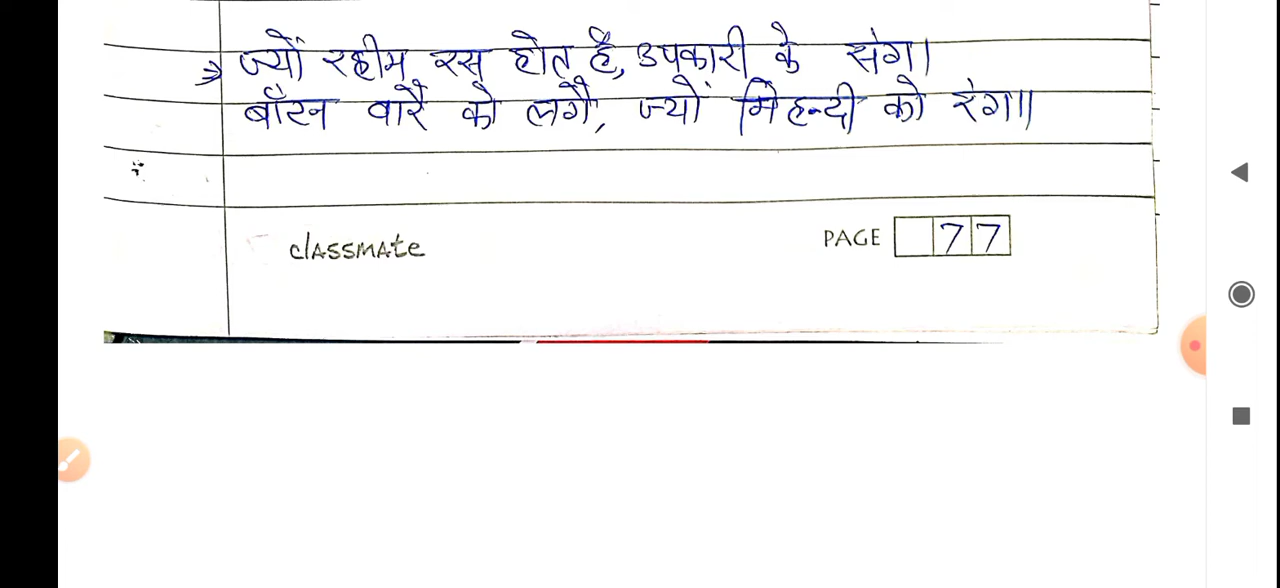 ⇒ ज्यों रहीम रस होत है, उपकारी के संग।
बाँटन वारै को लगै, ज्यों मिहन्दी को रंग॥
classmate
PAGE 77